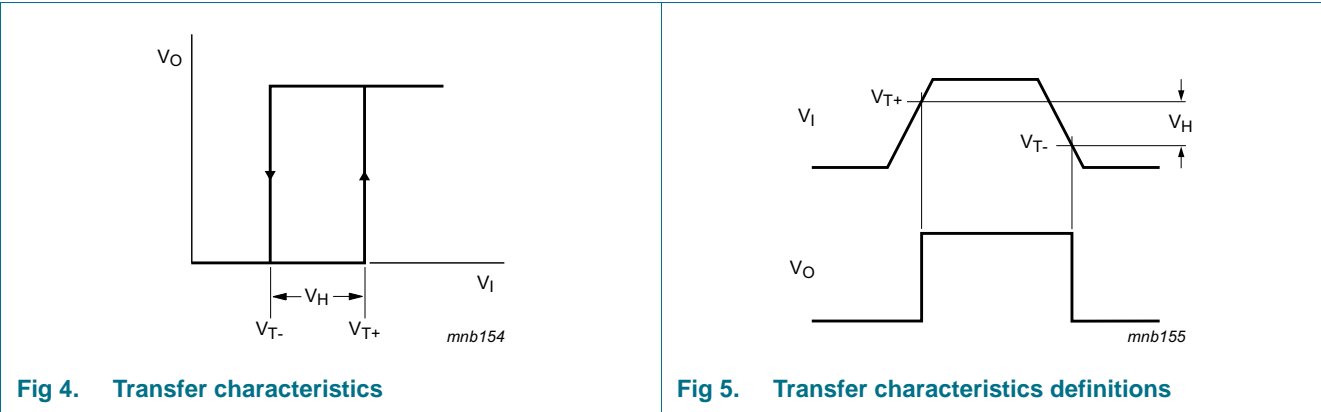 VO
VI
VH
VT-
VT+
mnb154
Fig 4. Transfer characteristics
VT+
VI
VH
VT-
VO
mnb155
Fig 5. Transfer characteristics definitions